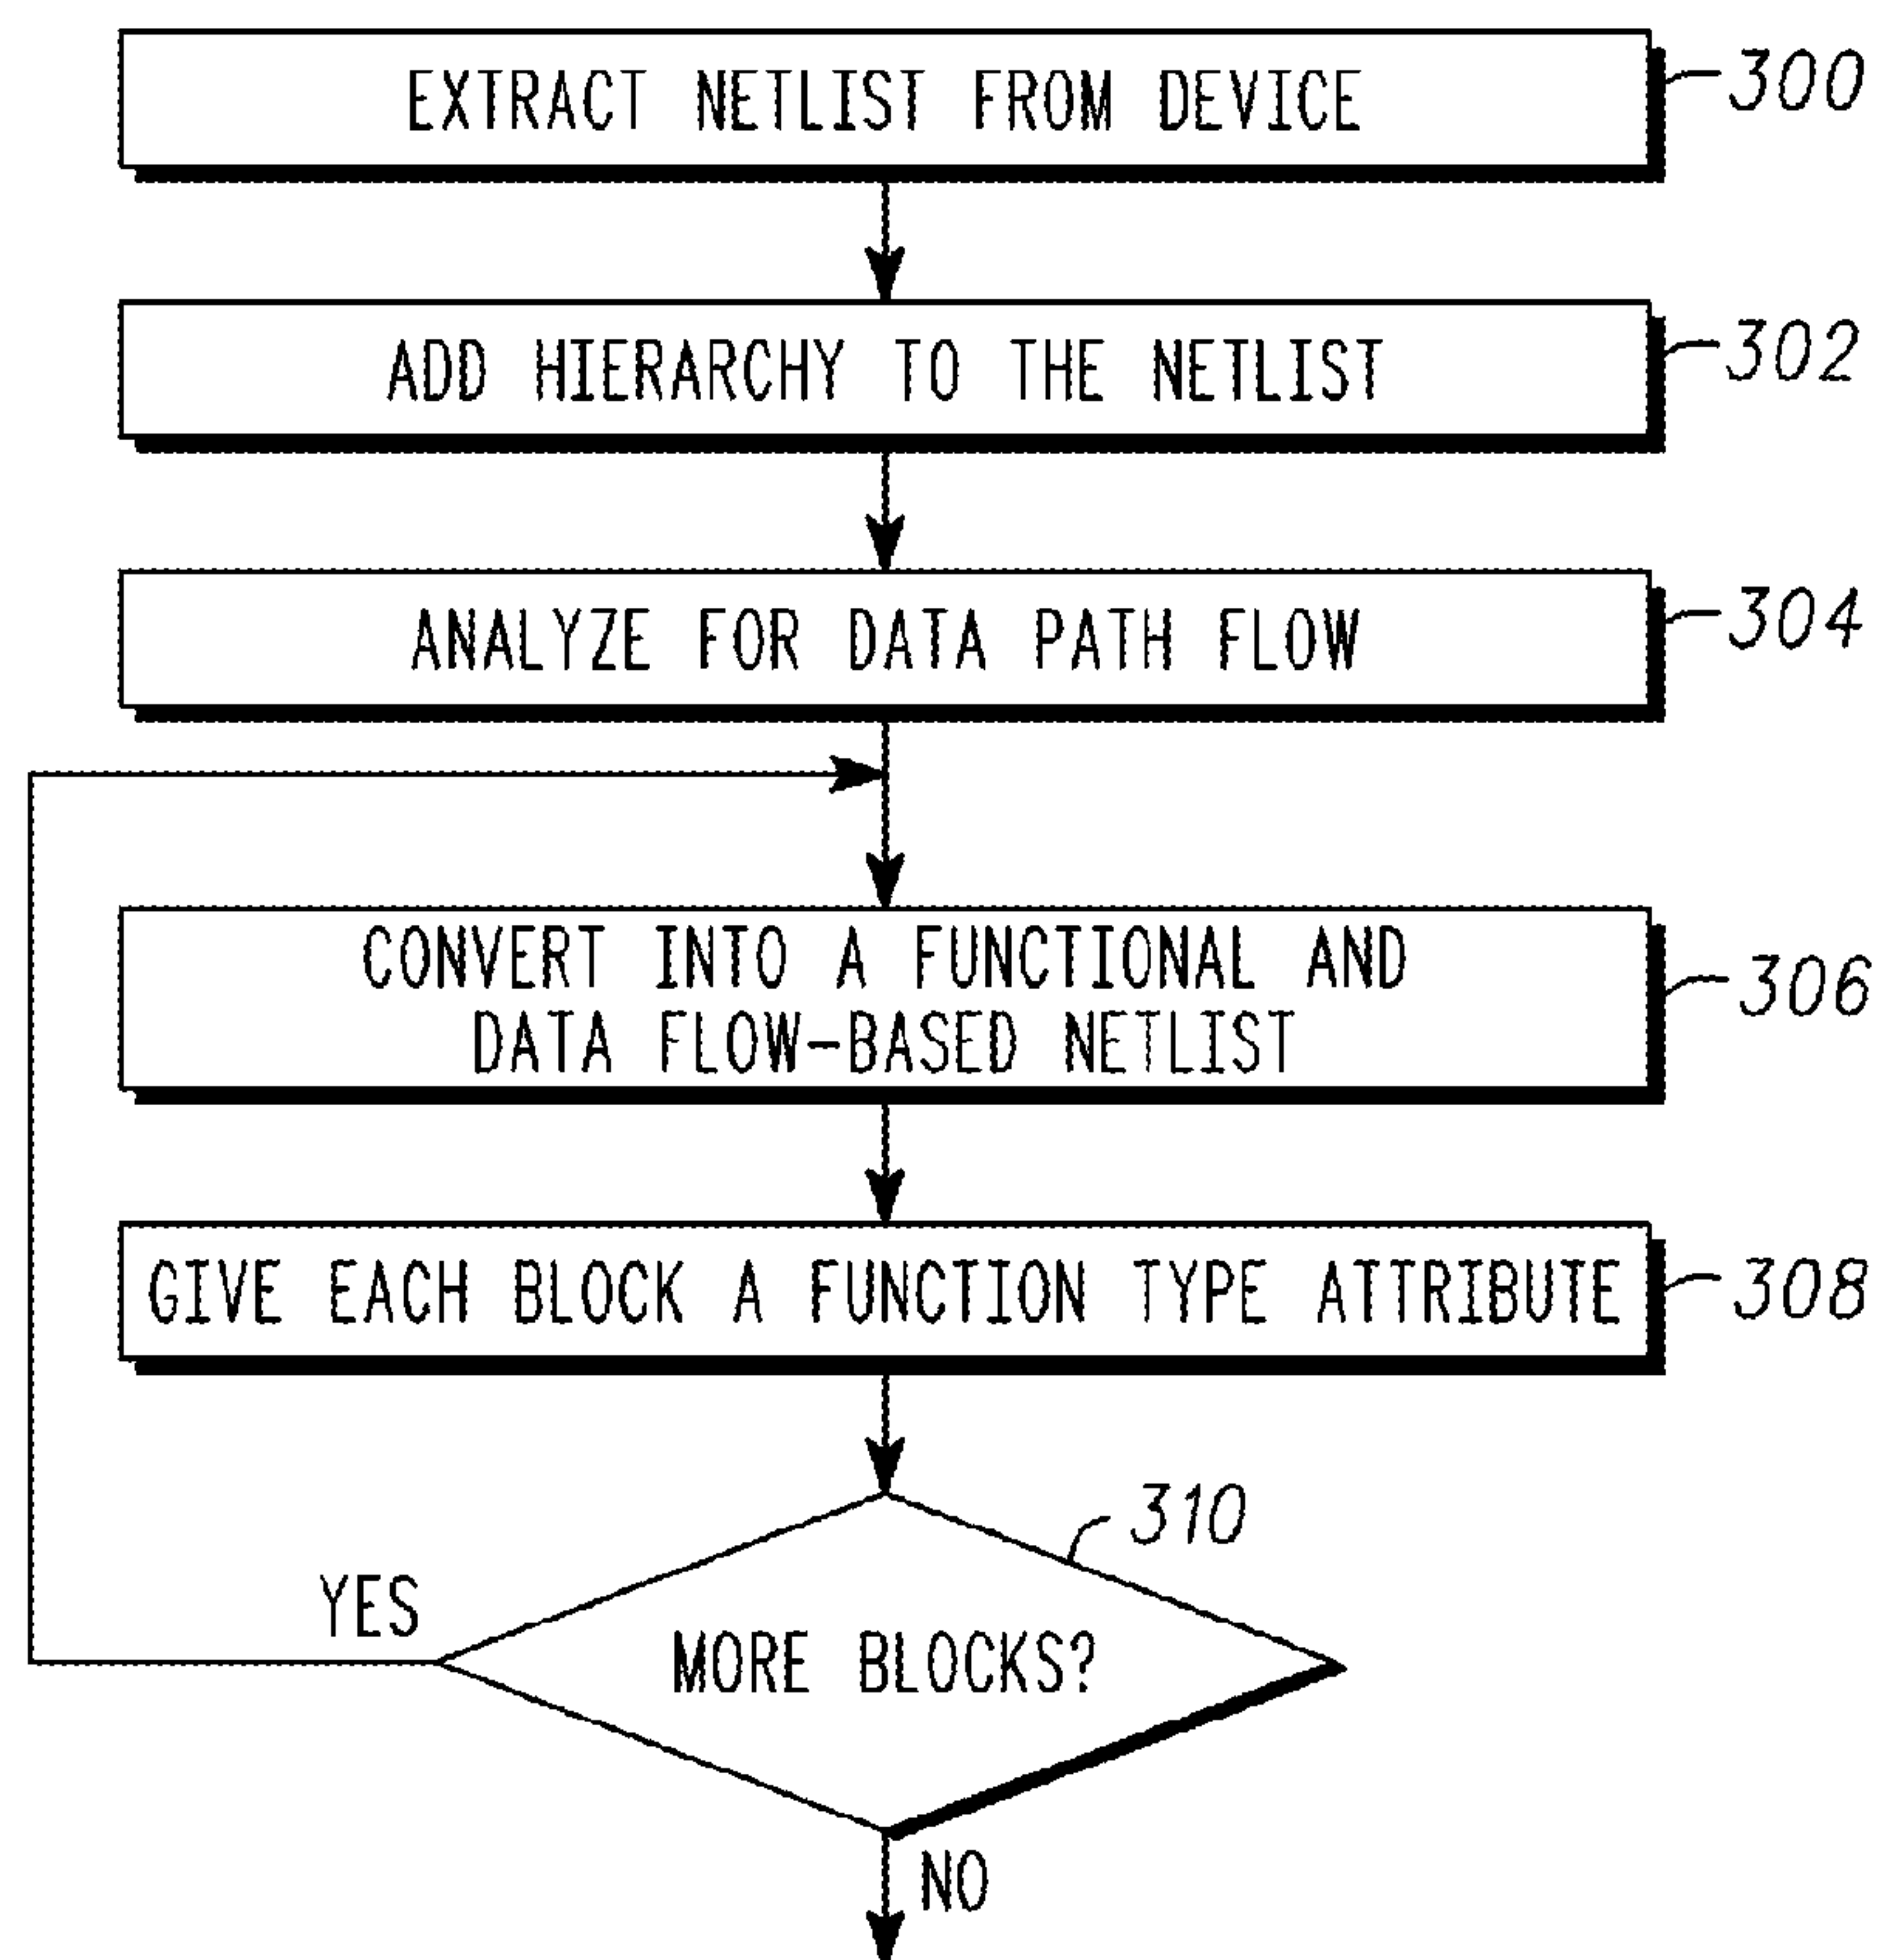 EXTRACT NETLIST FROM DEVICE
300
ADD HIERARCHY TO THE NETLIST
302
ANALYZE FOR DATA PATH FLOW
304
CONVERT INTO A FUNCTIONAL AND
DATA FLOW-BASED NETLIST
306
GIVE EACH BLOCK A FUNCTION TYPE ATTRIBUTE
308
310
YES
MORE BLOCKS?
NO